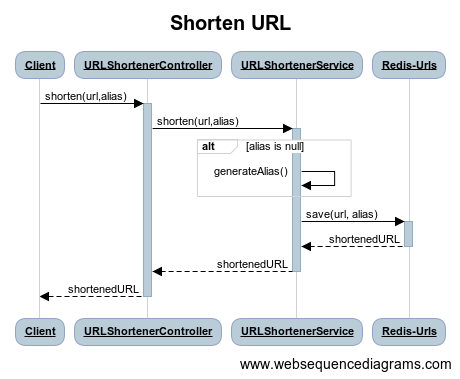 Shorten URL
Client
URLShortenerController
URLShortenerService
Redis-Urls
shorten(url,alias)
shorten(url,alias)
alt [alias is null]
generateAlias()
save(url, alias)
shortenedURL
shortenedURL
shortenedURL
Client
URLShortenerController
URLShortenerService
Redis-Urls
www.websequencediagrams.com